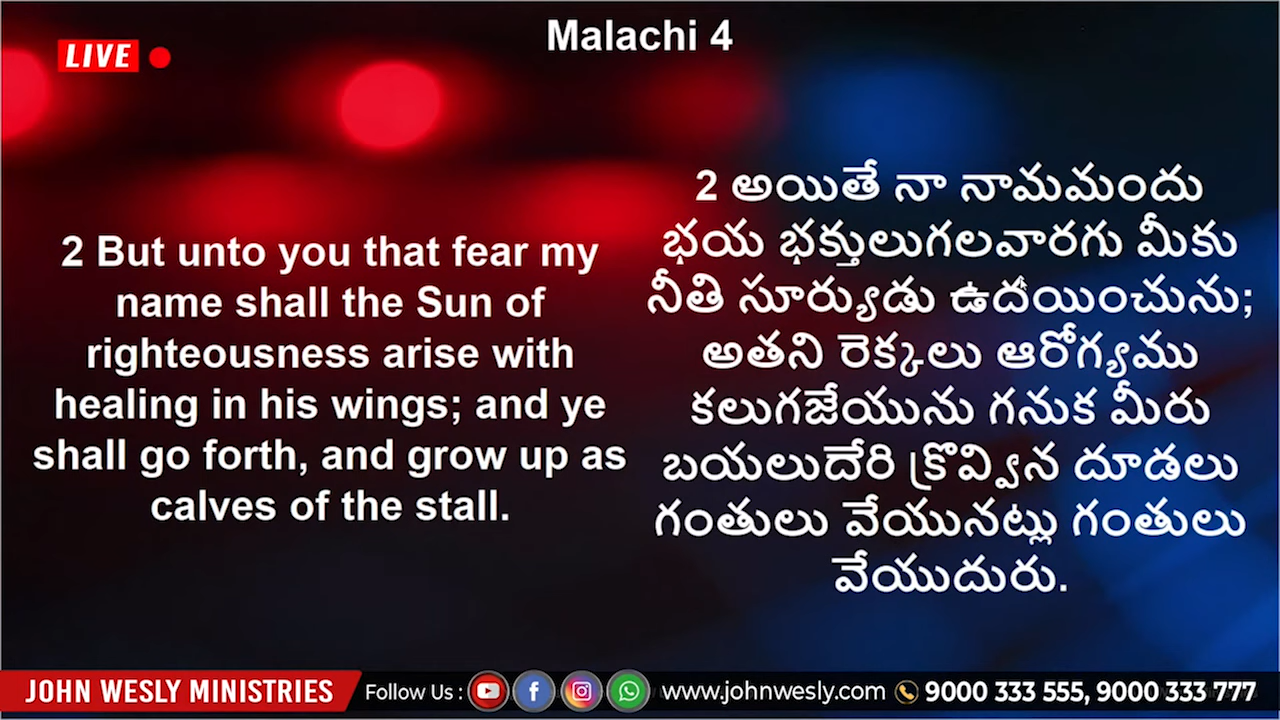 Malachi 4
LIVE
2 But unto you that fear my
name shall the Sun of
righteousness arise with
healing in his wings; and ye
shall go forth, and grow up as
calves of the stall.
2 అయితే నా నామమందు
భయ భక్తులుగలవారగు మీకు
నీతి సూర్యుడు ఉదయించును;
అతని రెక్కలు ఆరోగ్యము
కలుగజేయును గనుక మీరు
బయలుదేరి క్రొవ్విన దూడలు
గంతులు వేయునట్లు గంతులు
వేయుదురు.
JOHN WESLY MINISTRIES Follow Us : www.johnwesly.com 9000 333 555, 9000 333 777